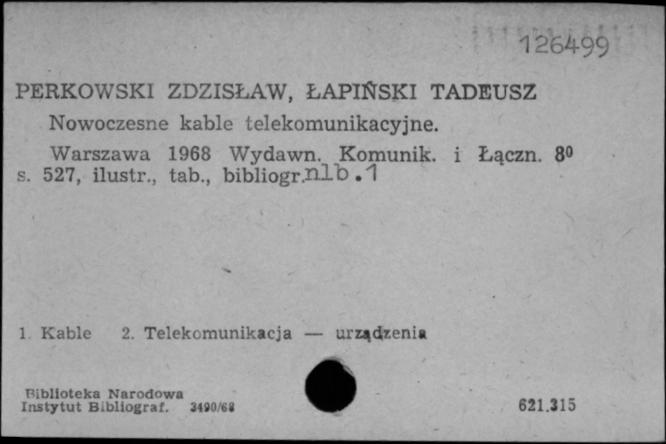 126499
PERKOWSKI ZDZISŁAW, ŁAPIŃSKI TADEUSZ
Nowoczesne kable telekomunikacyjne.
Warszawa 1968 Wydawn. Komunik. i Łączn. 8⁰
s. 527, ilustr., tab., bibliogr. nlb. 1
1. Kable 2. Telekomunikacja — urządzenia
Biblioteka Narodowa
Instytut Bibliograf. 3490/68 621.315